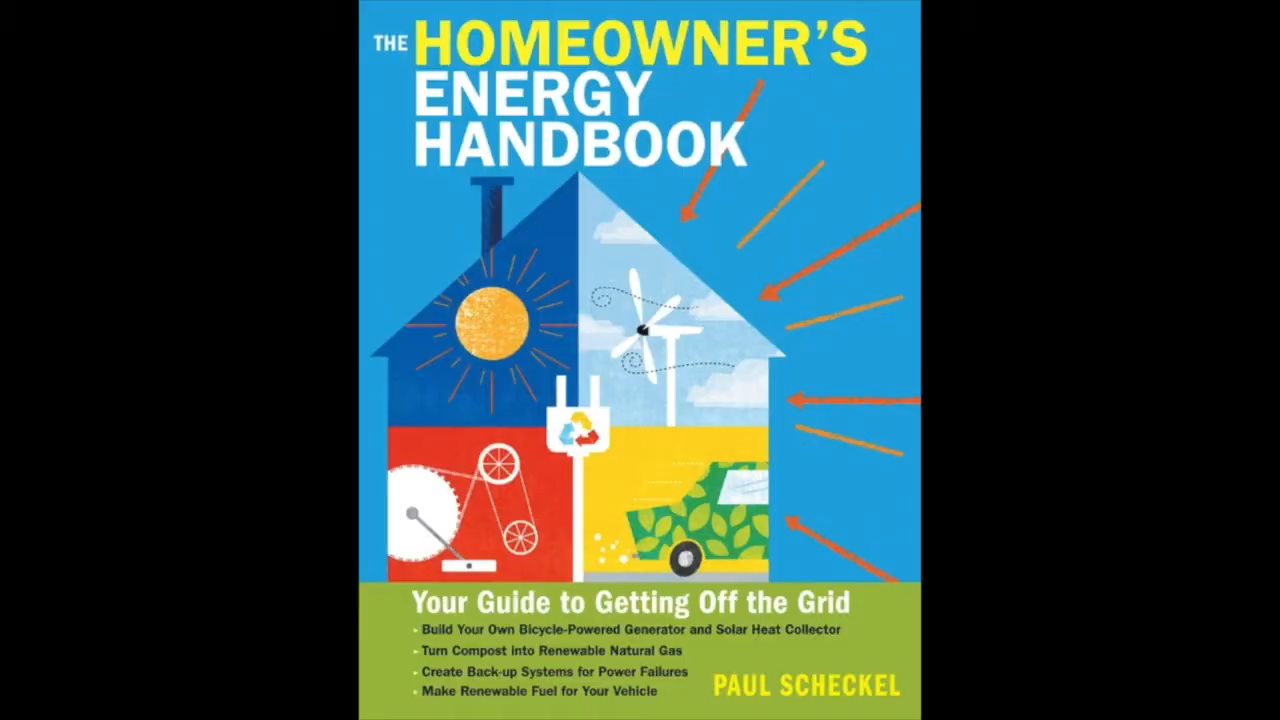 THE HOMEOWNER'S
ENERGY
HANDBOOK
Your Guide to Getting Off the Grid
- Build Your Own Bicycle-Powered Generator and Solar Heat Collector
- Turn Compost into Renewable Natural Gas
- Create Back-up Systems for Power Failures
- Make Renewable Fuel for Your Vehicle
PAUL SCHECKEL